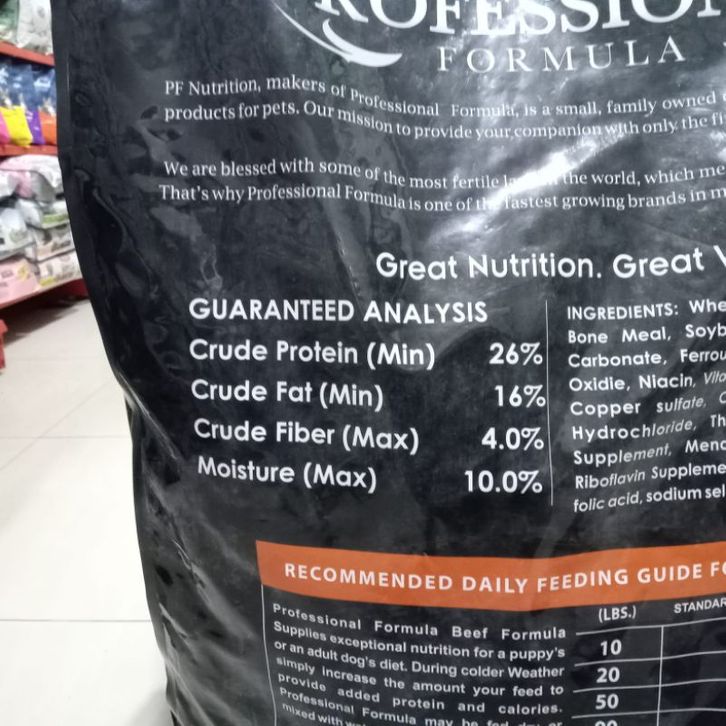 FORMULA
PF Nutrition, makers of Professional Formula, is a small, family owned
products for pets. Our mission to provide your companion with only the
We are blessed with some of the most fertile the world, which
That's why Professional Formula is one of the fastest growing brands in
Great Nutrition. Great
GUARANTEED ANALYSIS
Crude Protein (Min) 26%
Crude Fat (Min) 16%
Crude Fiber (Max) 4.0%
Moisture (Max) 10.0%
INGREDIENTS:
Bone Meal,
Carbonate,
Oxidie, Niacin,
Copper sulfate,
Hydrochloride,
Supplement,
Riboflavin
folic acid, sodium
RECOMMENDED DAILY FEEDING GUIDE
Professional Formula Beef Formula
Supplies exceptional nutrition for a puppy's
or an adult dog's diet. During colder Weather
simply increase the amount your feed to
provide added protein and calories.
Professional Formula may be fed dry or
mixed with
(LBS.)
10
20
50